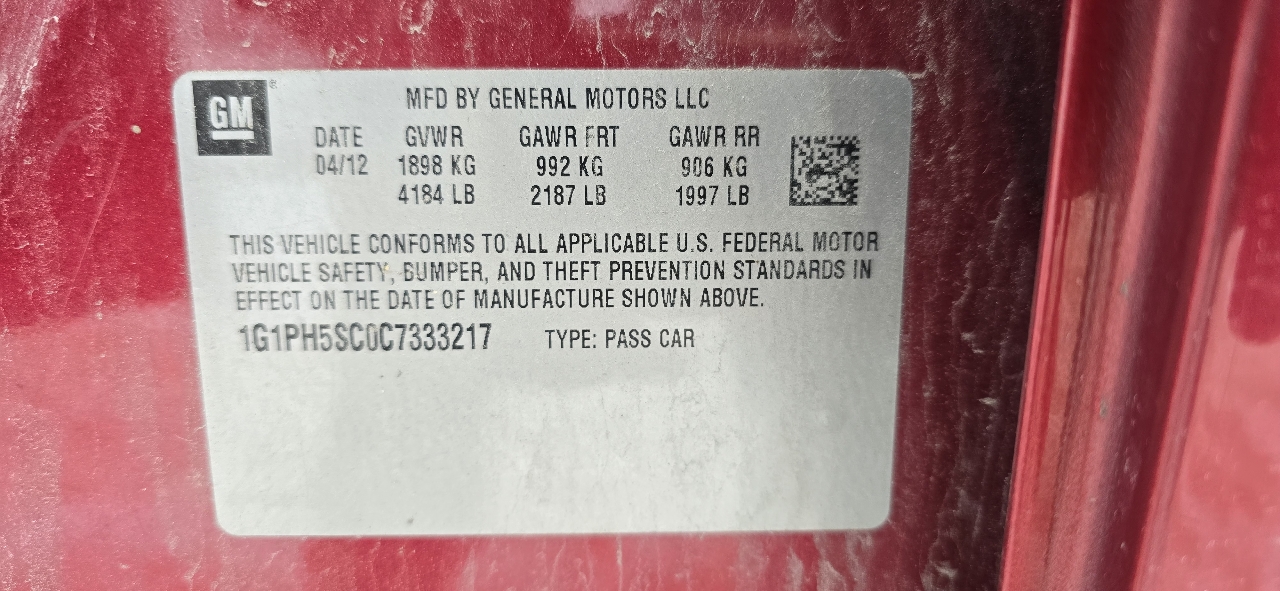 GM®
MFD BY GENERAL MOTORS LLC
DATE GVWR GAWR FRT GAWR RR
04/12 1898 KG 992 KG 906 KG
4184 LB 2187 LB 1997 LB
THIS VEHICLE CONFORMS TO ALL APPLICABLE U.S. FEDERAL MOTOR
VEHICLE SAFETY, BUMPER, AND THEFT PREVENTION STANDARDS IN
EFFECT ON THE DATE OF MANUFACTURE SHOWN ABOVE.
1G1PH5SC0C7333217 TYPE: PASS CAR